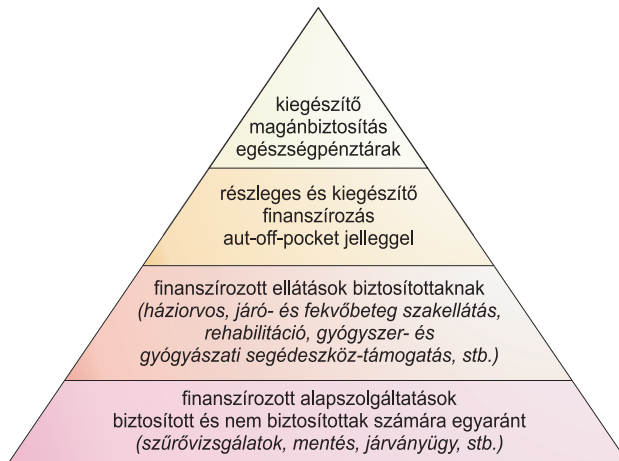 kiegészítő
magánbiztosítás
egészségpénztárak
részleges és kiegészítő
finanszírozás
aut-off-pocket jelleggel
finanszírozott ellátások biztosítottaknak
(háziorvos, járó- és fekvőbeteg szakellátás,
rehabilitáció, gyógyszer- és
gyógyászati segédeszköz-támogatás, stb.)
finanszírozott alapszolgáltatások
biztosított és nem biztosítottak számára egyaránt
(szűrővizsgálatok, mentés, járványügy, stb.)